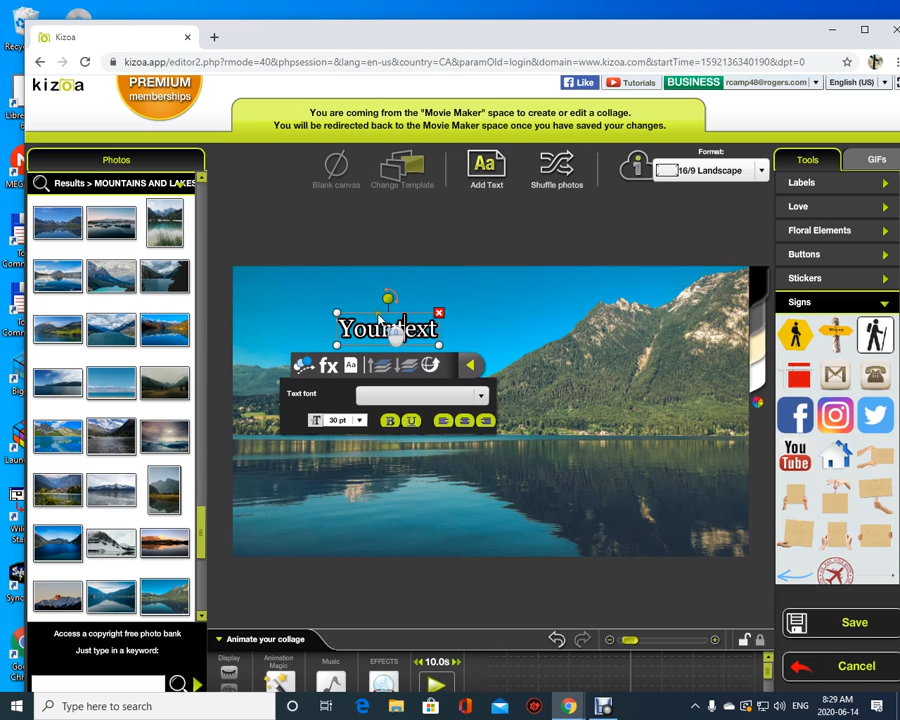 Recyc
Kizoa
kizoa.app/editor2.php?rmode=40&phpsession=&lang=en-us&country=CA&paramOld=login&domain=www.kizoa.com&startTime=1592136340190&dpt=0
kizoa
PREMIUM
memberships
Like
Tutorials
BUSINESS
rcamp48@rogers.com
English (US)
You are coming from the "Movie Maker" space to create or edit a collage.
You will be redirected back to the Movie Maker space once you have saved your changes.
Photos
Results > MOUNTAINS AND LAKES
Blank canvas
Change Template
Aa
Add Text
Shuffle photos
Format:
16/9 Landscape
Tools
GIFs
Labels
Love
Floral Elements
Buttons
Stickers
Signs
Your text
fx
Aa
Text font
T
30 pt
B
U
You
Tube
Access a copyright free photo bank
Just type in a keyword:
Animate your collage
Display
Animation
Magic
Music
EFFECTS
10.0s
Save
Cancel
Type here to search
ENG
8:29 AM
2020-06-14